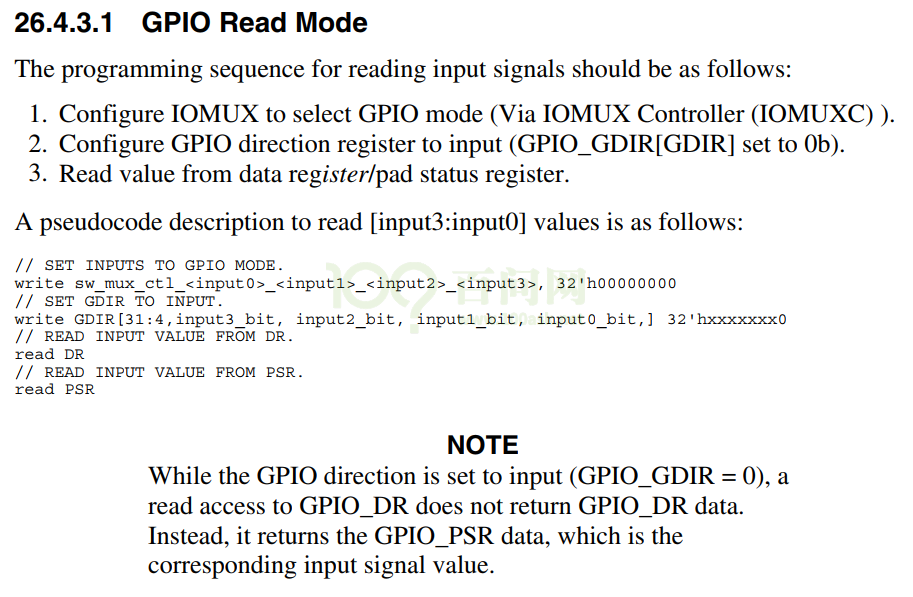 26.4.3.1 GPIO Read Mode
The programming sequence for reading input signals should be as follows:
1. Configure IOMUX to select GPIO mode (Via IOMUX Controller (IOMUXC) ).
2. Configure GPIO direction register to input (GPIO_GDIR[GDIR] set to 0b).
3. Read value from data register/pad status register.
A pseudocode description to read [input3:input0] values is as follows:
// SET INPUTS TO GPIO MODE.
write sw_mux_ctl_<input0>_<input1>_<input2>_<input3>, 32'h00000000
// SET GDIR TO INPUT.
write GDIR[31:4,input3_bit, input2_bit, input1_bit, input0_bit,] 32'hxxxxxxx0
// READ INPUT VALUE FROM DR.
read DR
// READ INPUT VALUE FROM PSR.
read PSR
100 百问网
NOTE
While the GPIO direction is set to input (GPIO_GDIR = 0), a
read access to GPIO_DR does not return GPIO_DR data.
Instead, it returns the GPIO_PSR data, which is the
corresponding input signal value.